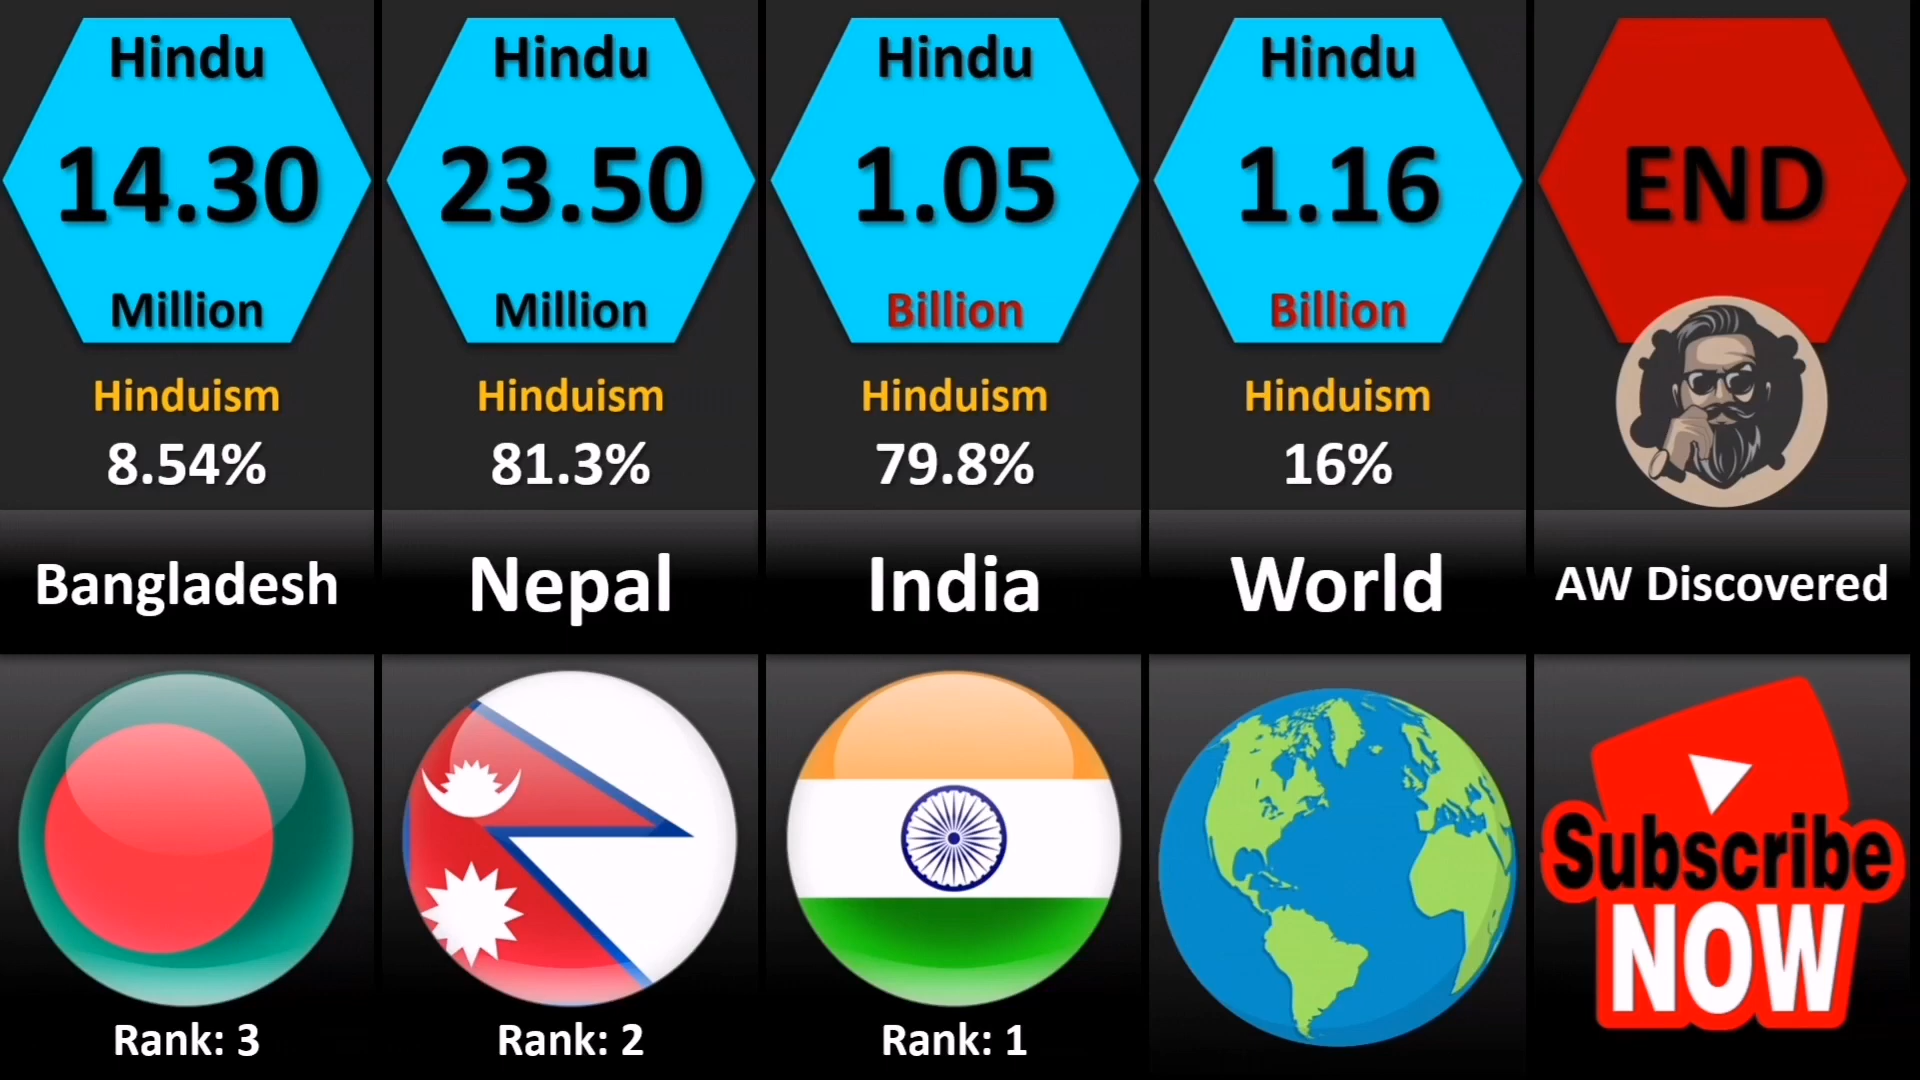 Hindu
14.30
Million
Hinduism
8.54%
Bangladesh
Rank: 3
Hindu
23.50
Million
Hinduism
81.3%
Nepal
Rank: 2
Hindu
1.05
Billion
Hinduism
79.8%
India
Rank: 1
Hindu
1.16
Billion
Hinduism
16%
World
END
AW Discovered
Subscribe
NOW